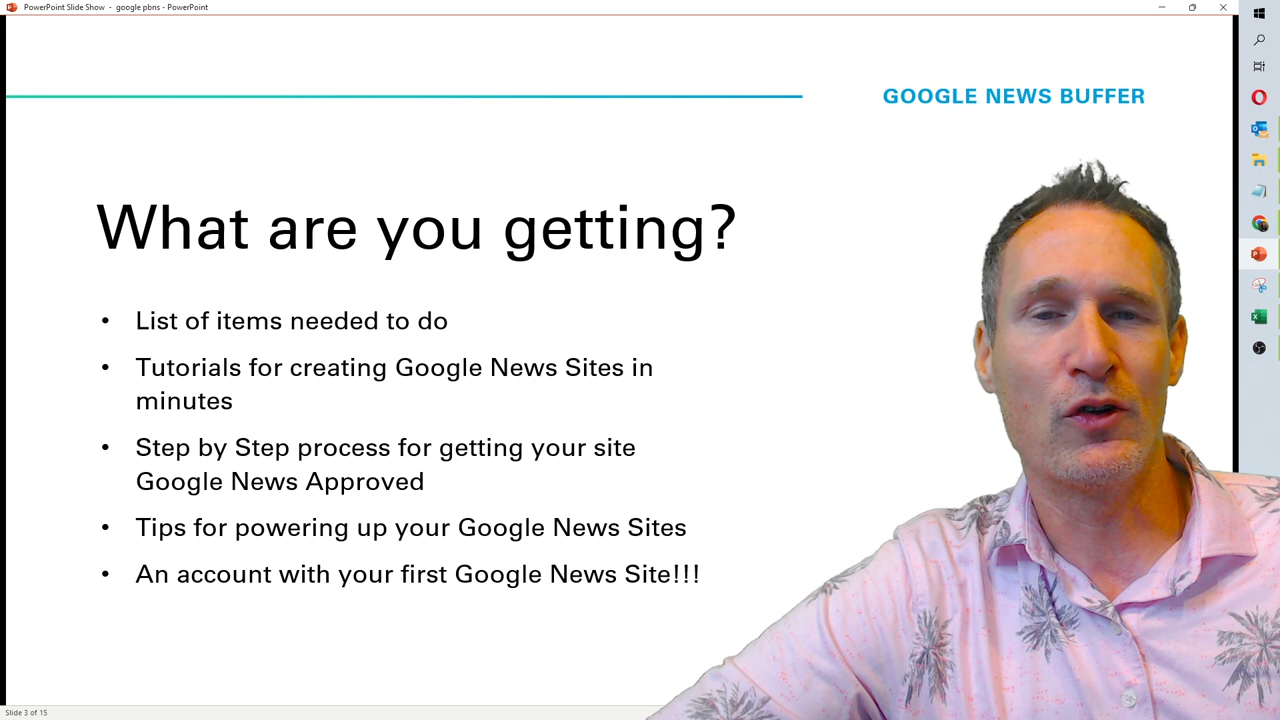 PowerPoint Slide Show - google pbns - PowerPoint
GOOGLE NEWS BUFFER
What are you getting?
• List of items needed to do
• Tutorials for creating Google News Sites in
minutes
• Step by Step process for getting your site
Google News Approved
• Tips for powering up your Google News Sites
• An account with your first Google News Site!!!
Slide 3 of 15